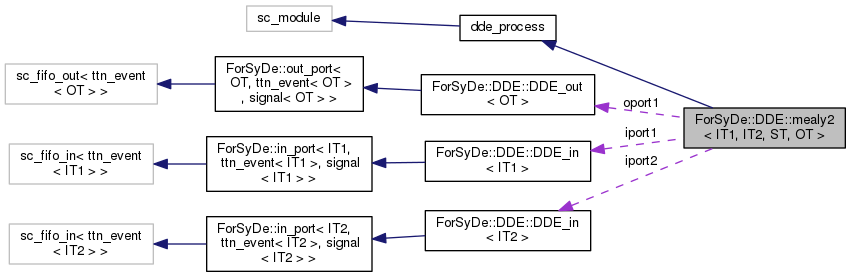 sc_module
dde_process
sc_fifo_out< ttn_event
< OT > >
ForSyDe::out_port<
OT, ttn_event< OT >
, signal< OT > >
ForSyDe::DDE::DDE_out
< OT >
oport1
ForSyDe::DDE::mealy2
< IT1, IT2, ST, OT >
iport1
sc_fifo_in< ttn_event
< IT1 > >
ForSyDe::in_port< IT1,
ttn_event< IT1 >, signal
< IT1 > >
ForSyDe::DDE::DDE_in
< IT1 >
iport2
sc_fifo_in< ttn_event
< IT2 > >
ForSyDe::in_port< IT2,
ttn_event< IT2 >, signal
< IT2 > >
ForSyDe::DDE::DDE_in
< IT2 >